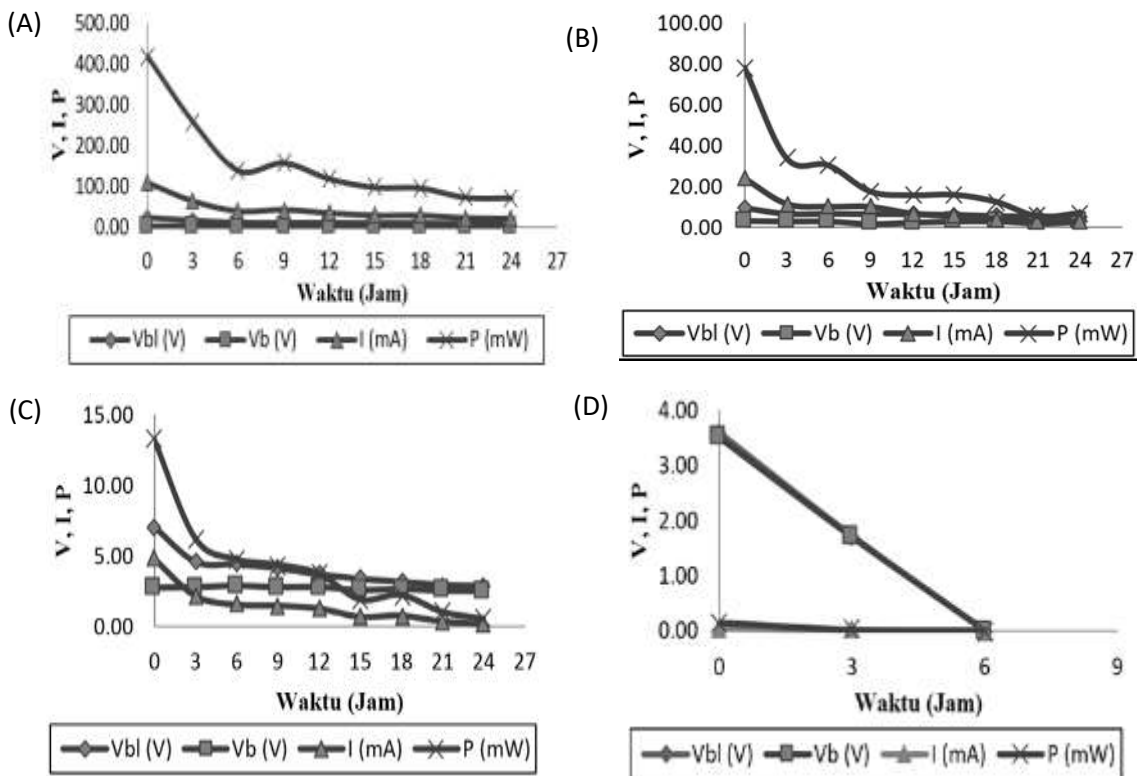 (A)
500.00
400.00
300.00
200.00
100.00
0.00
V, I, P
0 3 6 9 12 15 18 21 24 27
Waktu (Jam)
Vbl (V) Vb (V) I (mA) P (mW)
(B)
100.00
80.00
60.00
40.00
20.00
0.00
V, I, P
0 3 6 9 12 15 18 21 24 27
Waktu (Jam)
Vbl (V) Vb (V) I (mA) P (mW)
(C)
15.00
10.00
5.00
0.00
V, I, P
0 3 6 9 12 15 18 21 24 27
Waktu (Jam)
Vbl (V) Vb (V) I (mA) P (mW)
(D)
4.00
3.00
2.00
1.00
0.00
V, I, P
0 3 6 9
Waktu (Jam)
Vbl (V) Vb (V) I (mA) P (mW)